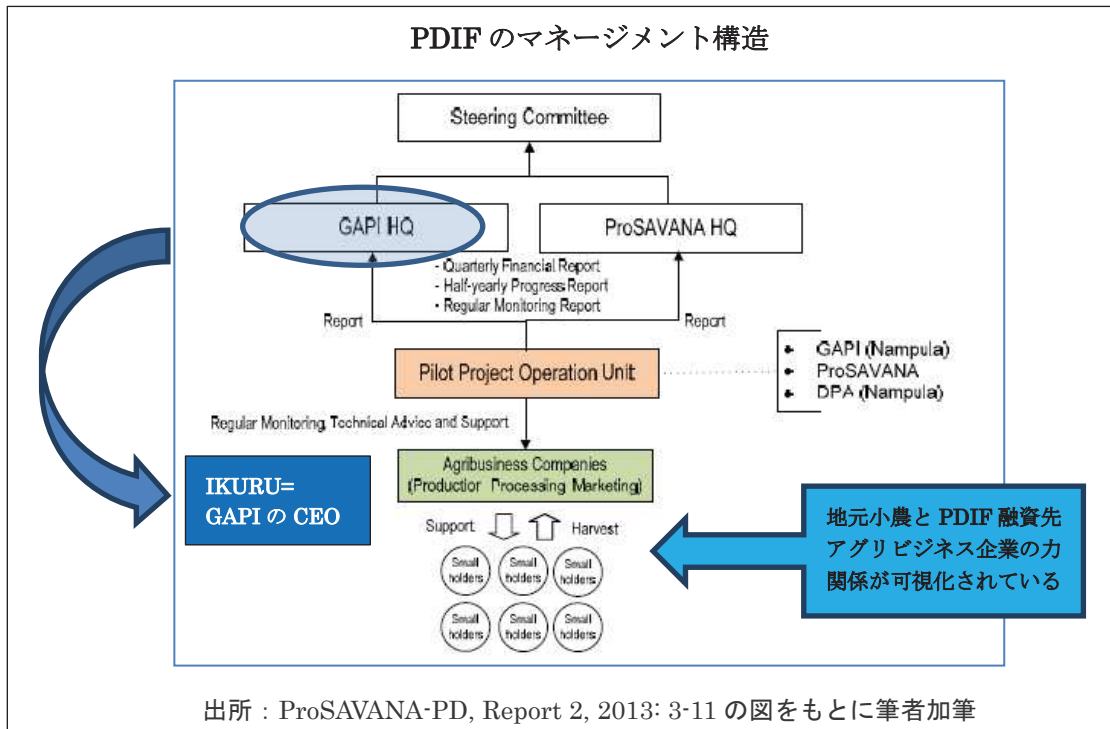 PDIF のマネージメント構造
Steering Committee
GAPI HQ
ProSAVANA HQ
- Quarterly Financial Report
- Half-yearly Progress Report
- Regular Monitoring Report
Report
Report
Pilot Project Operation Unit
• GAPI (Nampula)
• ProSAVANA
• DPA (Nampula)
Regular Monitoring, Technical Advice and Support
Agribusiness Companies
(Production Processing Marketing)
IKURU=
GAPI の CEO
Support
Harvest
地元小農と PDIF 融資先
アグリビジネス企業の力
関係が可視化されている
Small
holders
Small
holders
Small
holders
Small
holders
Small
holders
Small
holders
出所：ProSAVANA-PD, Report 2, 2013: 3-11 の図をもとに筆者加筆